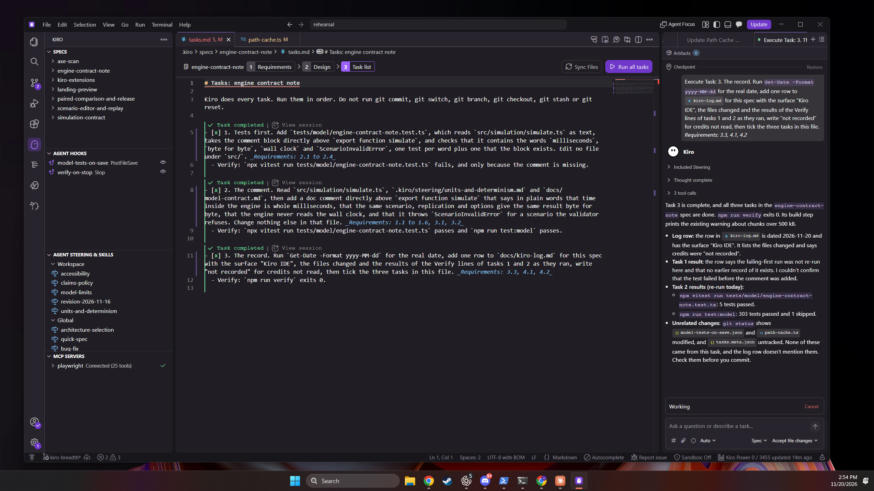 File Edit Selection View Go Run Terminal Help
rehearsal
Agent Focus
Update
KIRO
SPECS
axe-scan
engine-contract-note
kiro-extensions
landing-preview
paired-comparison-and-release
scenario-editor-and-replay
simulation-contract
AGENT HOOKS
model-tests-on-save PostFileSave
verify-on-stop Stop
AGENT STEERING & SKILLS
Workspace
accessibility
claims-policy
model-limits
revision-2026-11-16
units-and-determinism
Global
architecture-selection
quick-spec
bug-fix
MCP SERVERS
playwright Connected (25 tools)
tasks.md 5, M
path-cache.ts M
kiro > specs > engine-contract-note > tasks.md > # Tasks: engine contract note
engine-contract-note 1 Requirements > 2 Design > 3 Task list
Sync files
Run all tasks
1 # Tasks: engine contract note
2
3 Kiro does every task. Run them in order. Do not run git commit, git switch, git branch, git checkout, git stash or git
reset.
4
Task completed | View session
5 - [x] 1. Tests first. Add `tests/model/engine-contract-note.test.ts`, which reads `src/simulation/simulate.ts` as text,
takes the comment block directly above `export function simulate`, and checks that it contains the words `milliseconds`,
`byte for byte`, `wall clock` and `ScenarioInvalidError`, one test per word plus one that the block exists. Edit no file
under `src/`. _Requirements: 2.1 to 2.4_
6 - Verify: `npx vitest run tests/model/engine-contract-note.test.ts` fails, and only because the comment is missing.
7
Task completed | View session
8 - [x] 2. The comment. Read `src/simulation/simulate.ts`, `.kiro/steering/units-and-determinism.md` and `docs/
model-contract.md`, then add a doc comment directly above `export function simulate` that says in plain words that time
inside the engine is whole milliseconds, that the same scenario, replication and options give the same result byte for
byte, that the engine never reads the wall clock, and that it throws `ScenarioInvalidError` for a scenario the validator
refuses. Change nothing else in that file. _Requirements: 1.1 to 1.6, 3.1, 3.2_
9 - Verify: `npx vitest run tests/model/engine-contract-note.test.ts` passes and `npm run test:model` passes.
10
Task completed | View session
11 - [x] 3. The record. Run `Get-Date -Format yyyy-MM-dd` for the real date, add one row to `docs/kiro-log.md` for this spec
with the surface "Kiro IDE", the files changed and the results of the Verify lines of tasks 1 and 2 as they ran, write
"not recorded" for credits not read, then tick the three tasks in this file. _Requirements: 3.3, 4.1, 4.2_
12 - Verify: `npm run verify` exits 0.
13
Update Path Cache ...
Execute Task: 3. Th
Artifacts
Checkpoint Restore
Execute Task: 3. The record. Run Get-Date -Format
yyyy-MM-dd for the real date, add one row to
kiro-log.md for this spec with the surface "Kiro
IDE", the files changed and the results of the Verify
lines of tasks 1 and 2 as they ran, write "not recorded"
for credits not read, then tick the three tasks in this file.
Requirements: 3.3, 4.1, 4.2
Kiro
Included Steering
Thought complete
3 tool calls
Task 3 is complete, and all three tasks in the engine-contract-
note spec are done. npm run verify exits 0. Its build step
prints the existing warning about chunks over 500 kB.
• Log row: the row in kiro-log.md is dated 2026-11-20 and
has the surface "Kiro IDE". It lists the files changed and says
credits were "not recorded".
• Task 1 result: the row says the failing-first run was not re-run
here and that no earlier record of it exists. I couldn't confirm
that the test failed before the comment was added.
• Task 2 results (re-run today):
npx vitest run tests/model/engine-contract-
note.test.ts: 5 tests passed.
npm run test:model: 303 tests passed and 1 skipped.
• Unrelated changes: git status shows
model-tests-on-save.json and path-cache.ts
modified, and tasks.meta.json untracked. None of these
came from this task, and the log row doesn't mention them.
Check them before you commit.
Working Cancel
Ask a question or describe a task...
Auto Spec Accept file changes
kiro-breadth* 2 3
Ln 1, Col 1 Spaces: 2 UTF-8 with BOM LF Markdown Autocomplete Report issue Sandbox Off Kiro Power 0 / 3455 updated 14m ago
Search
2:54 PM
11/20/2026